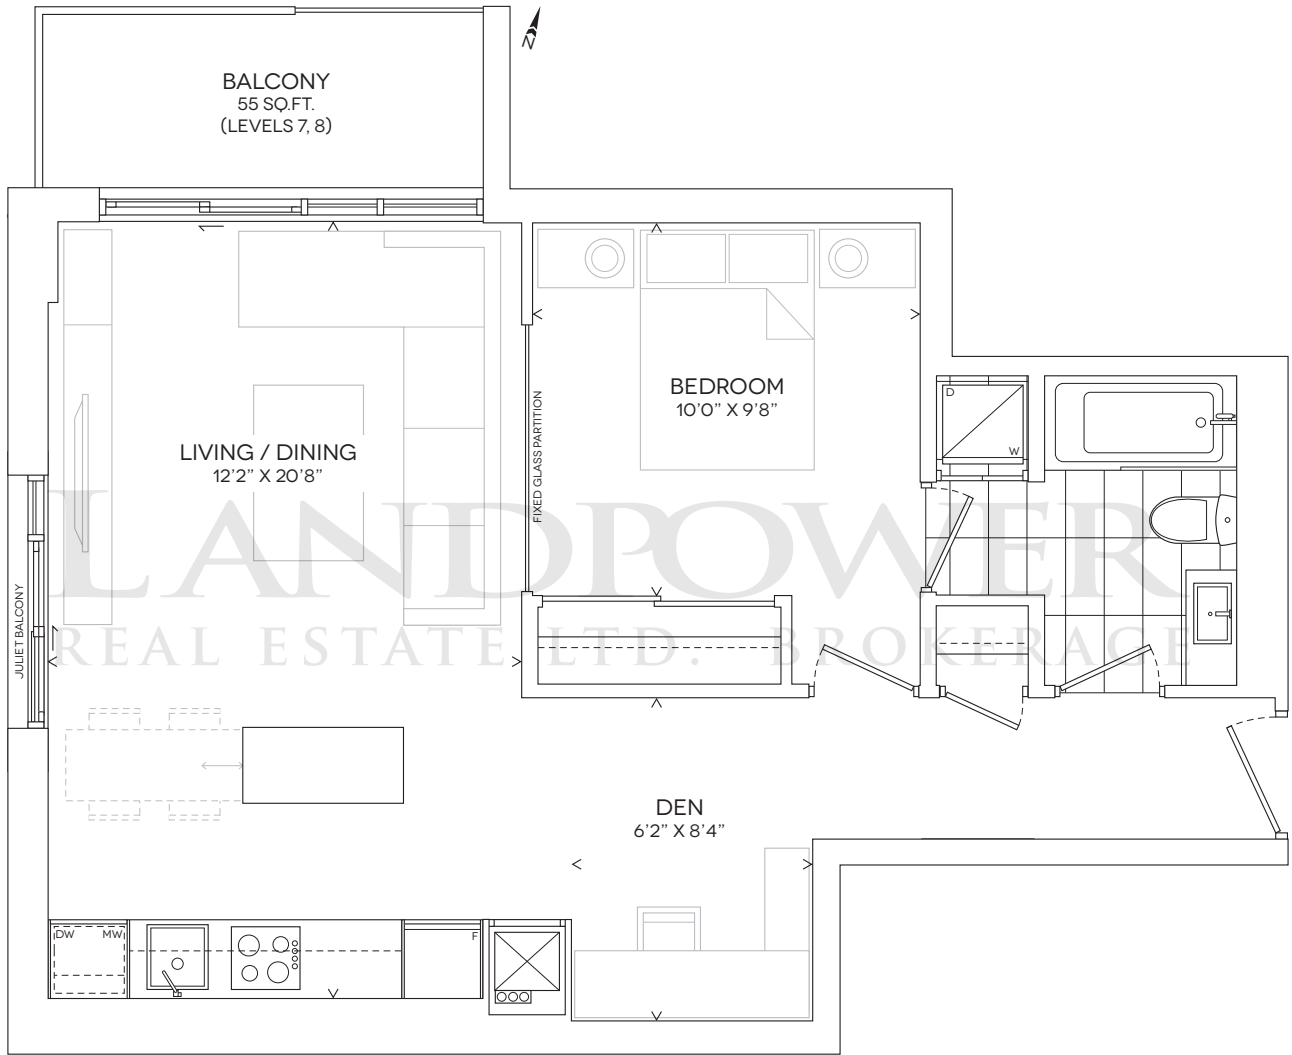 N
BALCONY
55 SQ.FT.
(LEVELS 7, 8)
BEDROOM
10'0" X 9'8"
D
W
LIVING / DINING
12'2" X 20'8"
FIXED GLASS PARTITION
LANDPOWER
REAL ESTATE LTD. BROKERAGE
JULIET BALCONY
DEN
6'2" X 8'4"
DW
MW
F